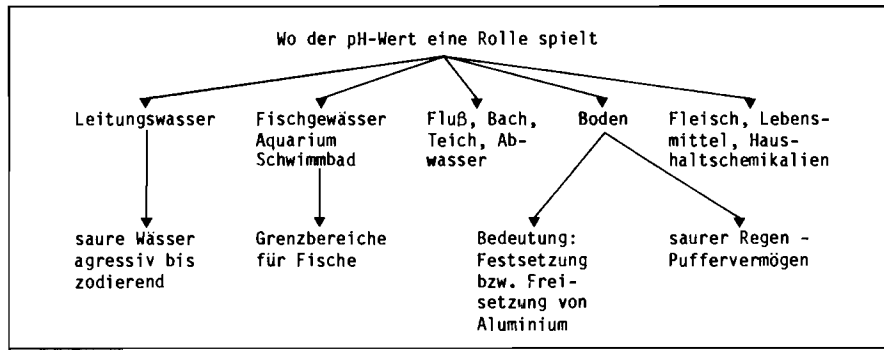 Wo der pH-Wert eine Rolle spielt
Leitungswasser
Fischgewässer
Aquarium
Schwimmbad
Fluß, Bach,
Teich, Ab-
wasser
Boden
Fleisch, Lebens-
mittel, Haus-
haltschemikalien
saure Wässer
agressiv bis
zodierend
Grenzbereiche
für Fische
Bedeutung:
Festsetzung
bzw. Frei-
setzung von
Aluminium
saurer Regen -
Puffervermögen